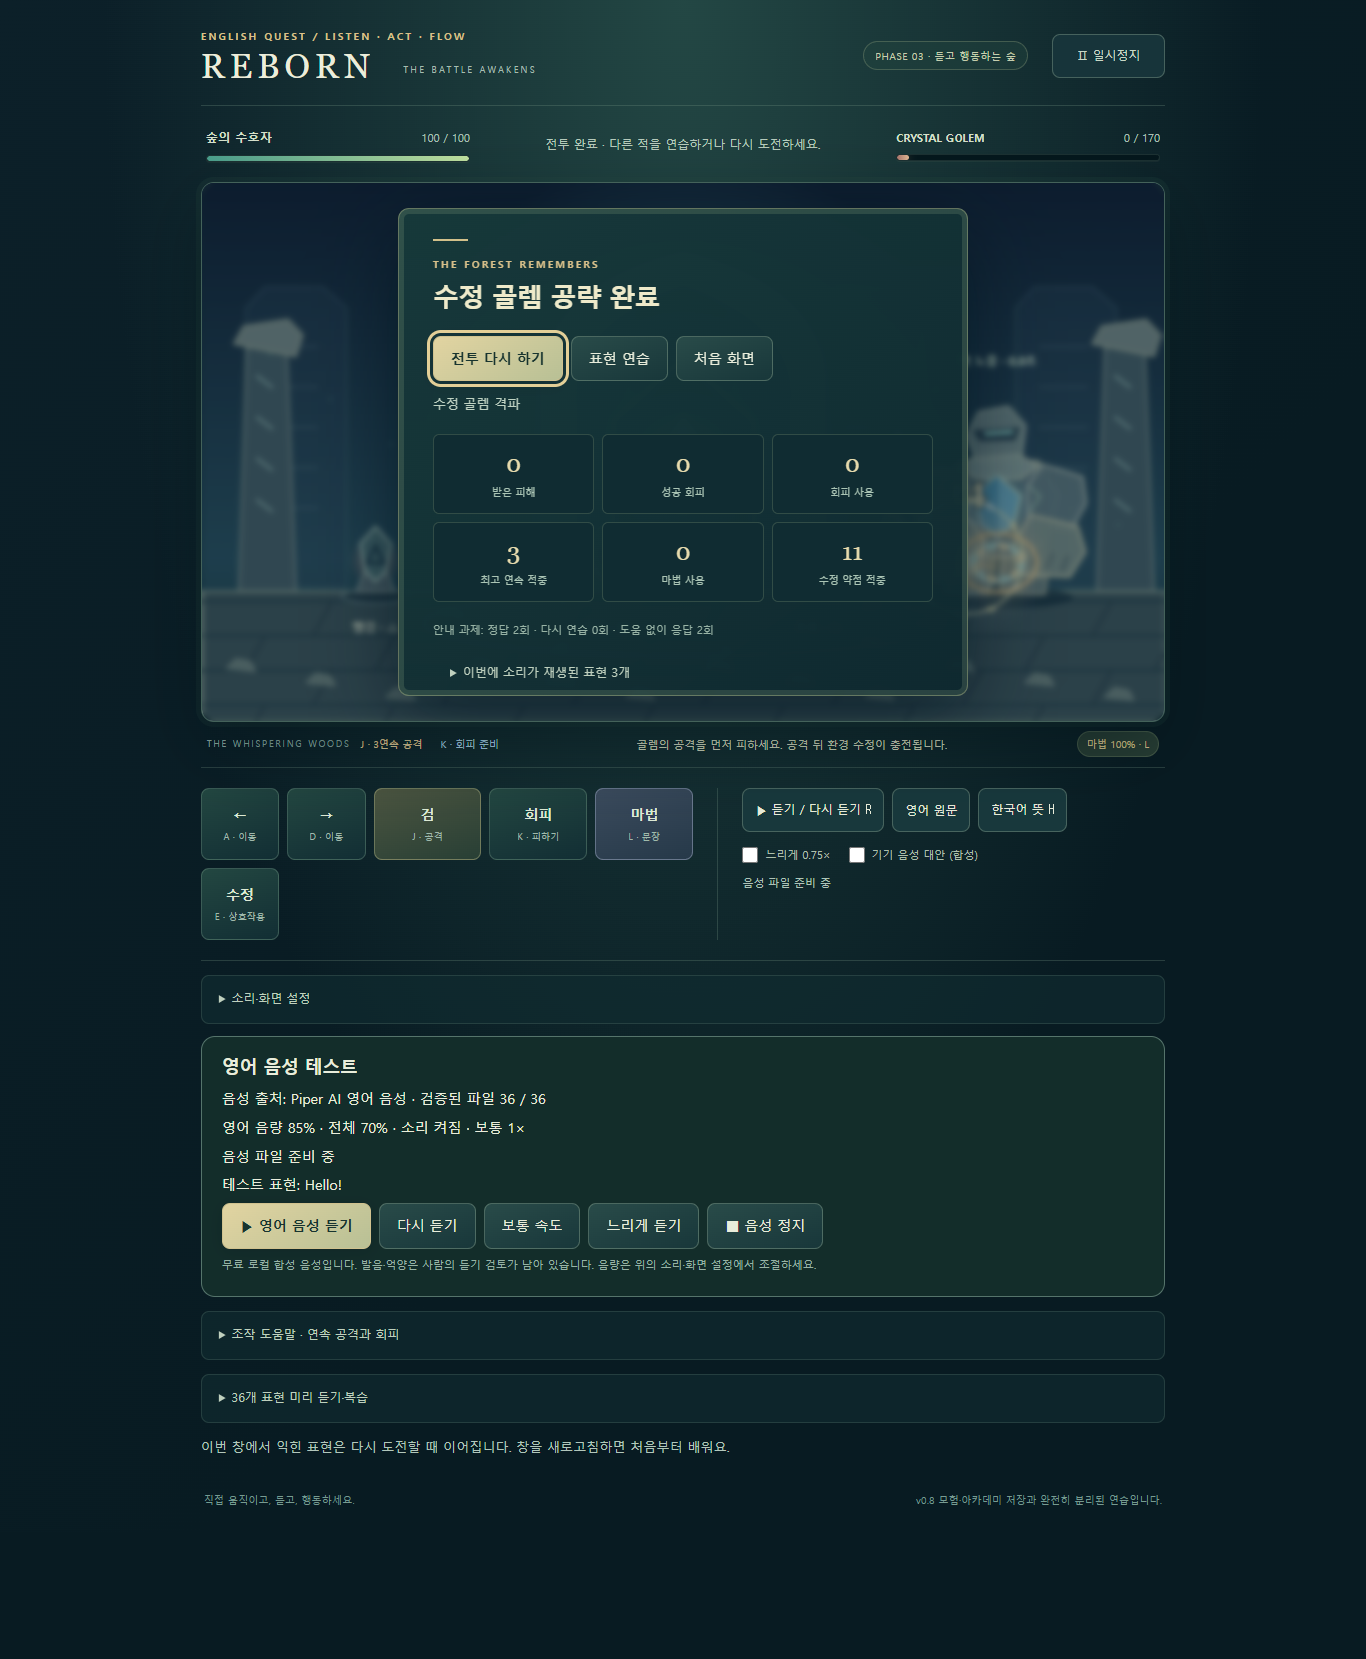 ENGLISH QUEST / LISTEN · ACT · FLOW
REBORN THE BATTLE AWAKENS
PHASE 03 · 듣고 행동하는 숲
Ⅱ 일시정지
숲의 수호자 100 / 100
전투 완료 · 다른 적을 연습하거나 다시 도전하세요.
CRYSTAL GOLEM 0 / 170
THE FOREST REMEMBERS
수정 골렘 공략 완료
전투 다시 하기 표현 연습 처음 화면
수정 골렘 격파
0 0 0
받은 피해 성공 회피 회피 사용
3 0 11
최고 연속 적중 마법 사용 수정 약점 적중
안내 과제: 정답 2회 · 다시 연습 0회 · 도움 없이 응답 2회
▶ 이번에 소리가 재생된 표현 3개
THE WHISPERING WOODS J · 3연속 공격 K · 회피 준비
골렘의 공격을 먼저 피하세요. 공격 뒤 환경 수정이 충전됩니다.
마법 100% · L
← → 검 회피 마법
A · 이동 D · 이동 J · 공격 K · 피하기 L · 문장
수정
E · 상호작용
▶ 듣기 / 다시 듣기 R 영어 원문 한국어 뜻 H
느리게 0.75× 기기 음성 대안 (합성)
음성 파일 준비 중
▶ 소리·화면 설정
영어 음성 테스트
음성 출처: Piper AI 영어 음성 · 검증된 파일 36 / 36
영어 음량 85% · 전체 70% · 소리 켜짐 · 보통 1×
음성 파일 준비 중
테스트 표현: Hello!
▶ 영어 음성 듣기 다시 듣기 보통 속도 느리게 듣기 ■ 음성 정지
무료 로컬 합성 음성입니다. 발음·억양은 사람의 듣기 검토가 남아 있습니다. 음량은 위의 소리·화면 설정에서 조절하세요.
▶ 조작 도움말 · 연속 공격과 회피
▶ 36개 표현 미리 듣기·복습
이번 창에서 익힌 표현은 다시 도전할 때 이어집니다. 창을 새로고침하면 처음부터 배워요.
직접 움직이고, 듣고, 행동하세요.
v0.8 모험·아카데미 저장과 완전히 분리된 연습입니다.